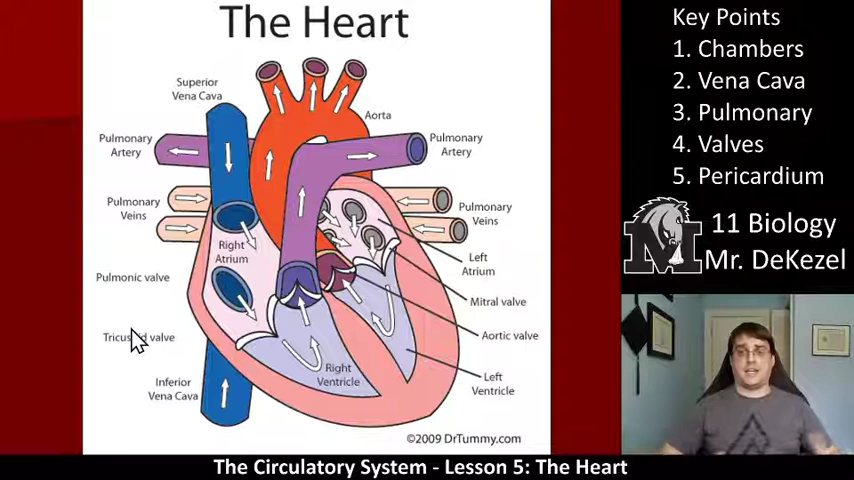 The Heart
Superior
Vena Cava
Aorta
Pulmonary
Artery
Pulmonary
Artery
Pulmonary
Veins
Pulmonary
Veins
Right
Atrium
Left
Atrium
Pulmonic valve
Mitral valve
Tricuspid valve
Aortic valve
Inferior
Vena Cava
Right
Ventricle
Left
Ventricle
©2009 DrTummy.com
Key Points
1. Chambers
2. Vena Cava
3. Pulmonary
4. Valves
5. Pericardium
M
11 Biology
Mr. DeKezel
The Circulatory System - Lesson 5: The Heart